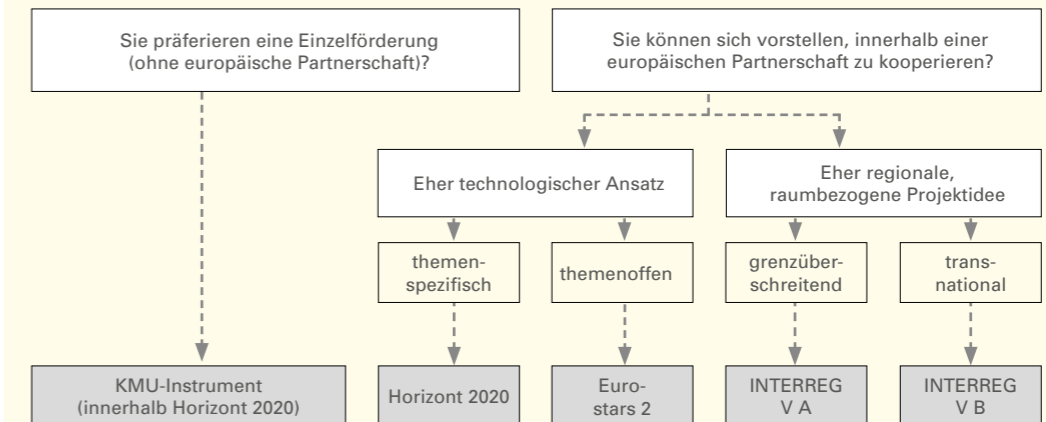 Sie präferieren eine Einzelförderung
(ohne europäische Partnerschaft)?
Sie können sich vorstellen, innerhalb einer
europäischen Partnerschaft zu kooperieren?
Eher technologischer Ansatz
Eher regionale,
raumbezogene Projektidee
themen-
spezifisch
themenoffen
grenzüber-
schreitend
trans-
national
KMU-Instrument
(innerhalb Horizont 2020)
Horizont 2020
Euro-
stars 2
INTERREG
V A
INTERREG
V B